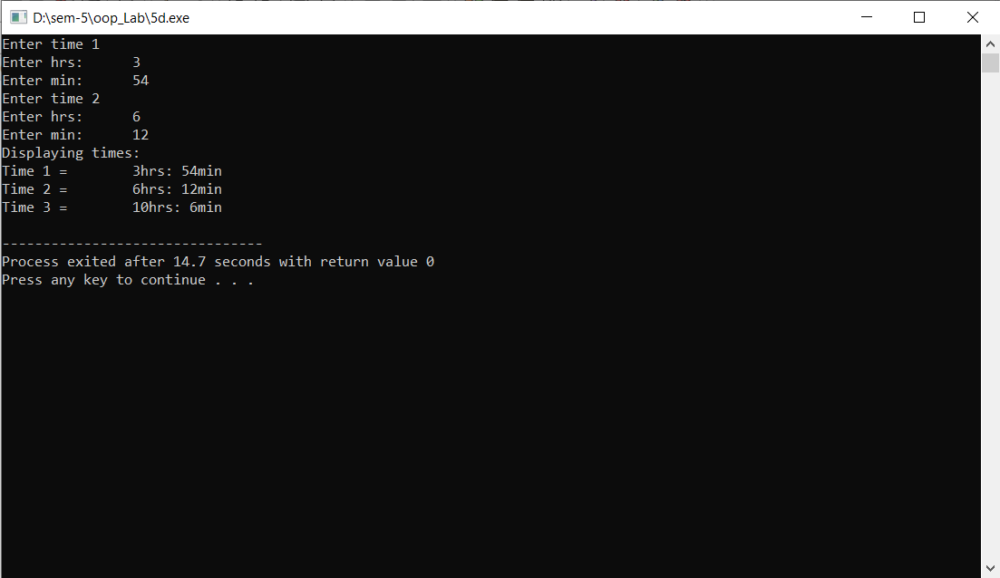 D:\sem-5\oop_Lab\5d.exe
Enter time 1
Enter hrs:      3
Enter min:      54
Enter time 2
Enter hrs:      6
Enter min:      12
Displaying times:
Time 1 =        3hrs: 54min
Time 2 =        6hrs: 12min
Time 3 =        10hrs: 6min
--------------------------------
Process exited after 14.7 seconds with return value 0
Press any key to continue . . .